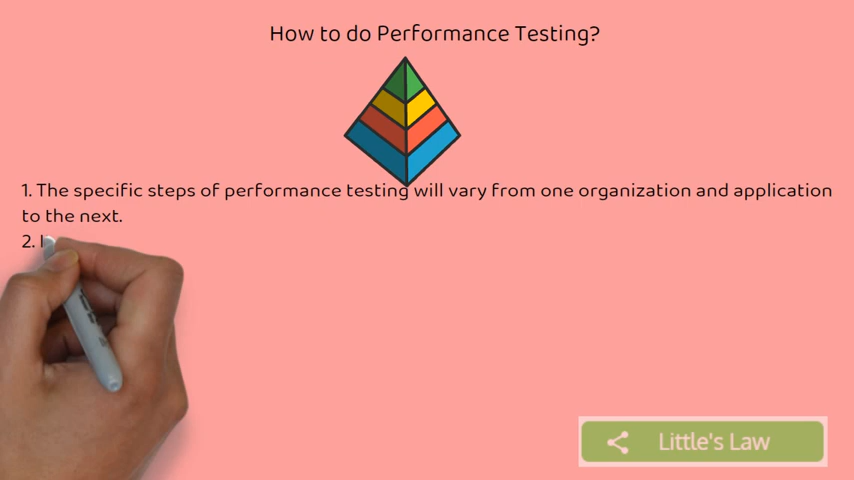 How to do Performance Testing?
1. The specific steps of performance testing will vary from one organization and application
to the next.
2.
Little's Law